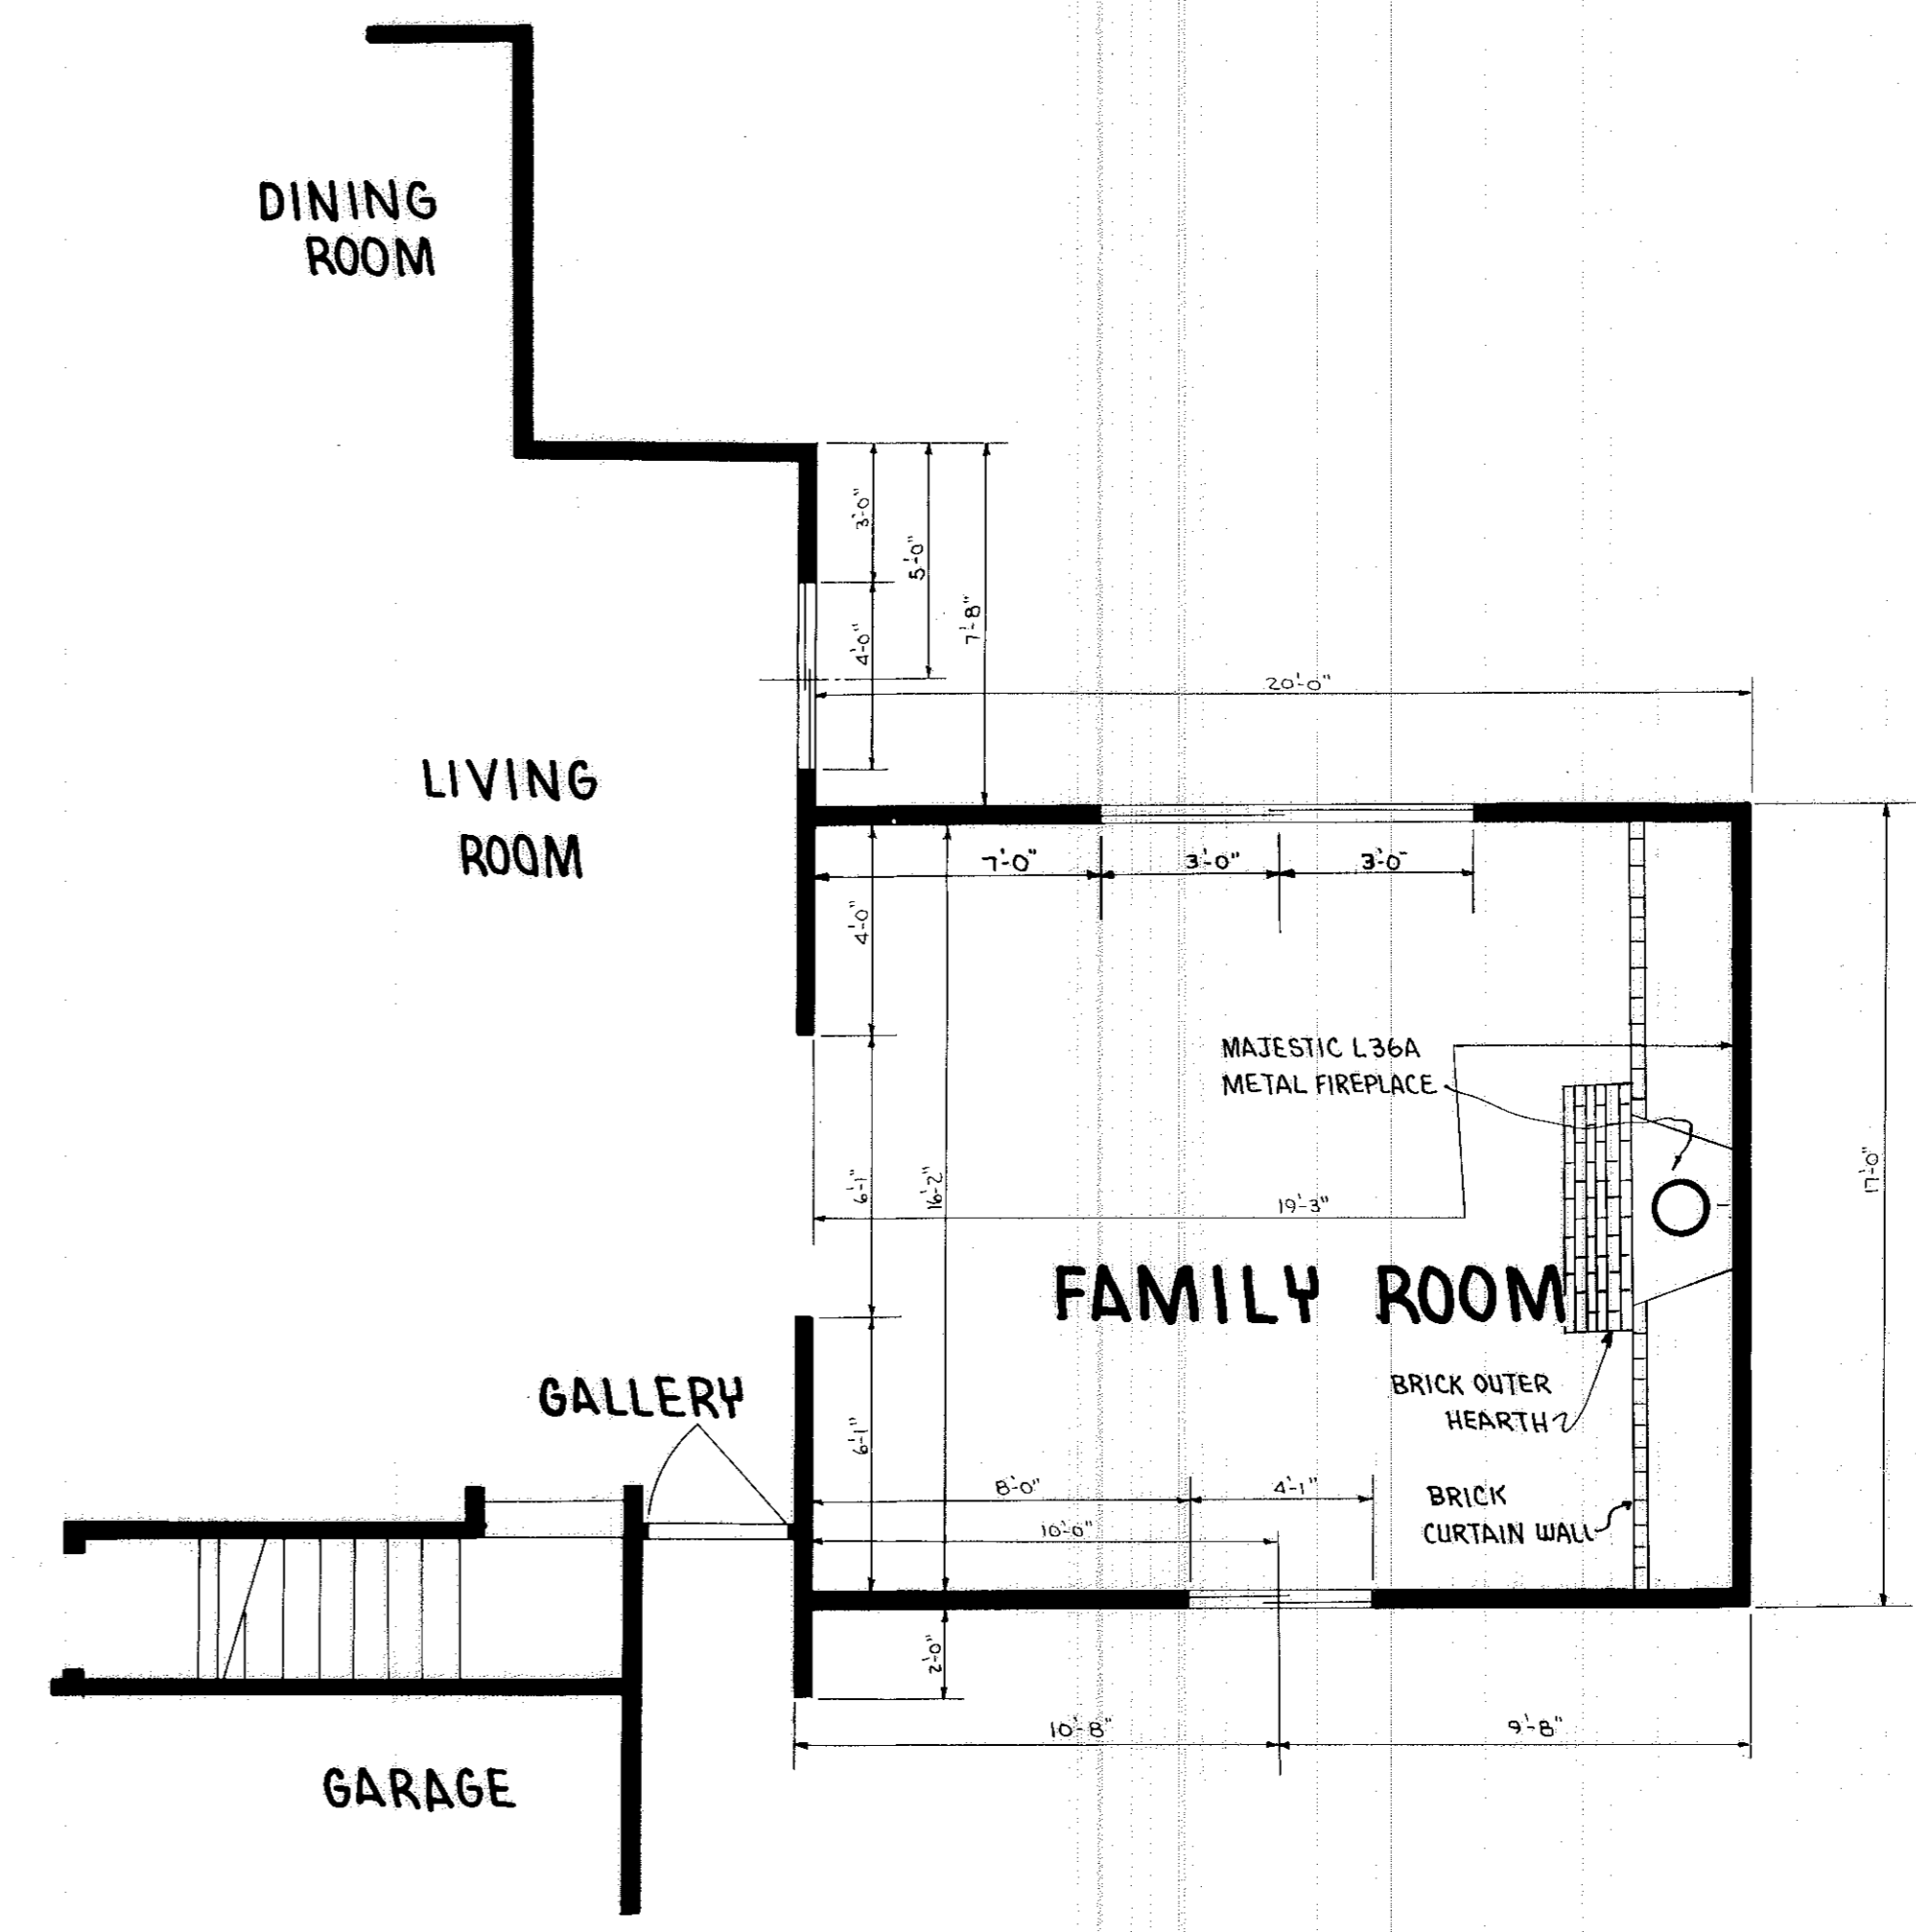 DINING
ROOM
3'-0"
5'-0"
4'-0"
7'-8"
20'-0"
LIVING
ROOM
7'-0"
3'-0"
3'-0"
4'-0"
MAJESTIC L36A
METAL FIREPLACE
6'-1"
16'-2"
17'-0"
19'-3"
FAMILY ROOM
GALLERY
BRICK OUTER
HEARTH
6'-1"
8'-0"
4'-1"
BRICK
CURTAIN WALL
10'-0"
2'-0"
10'-8"
9'-8"
GARAGE